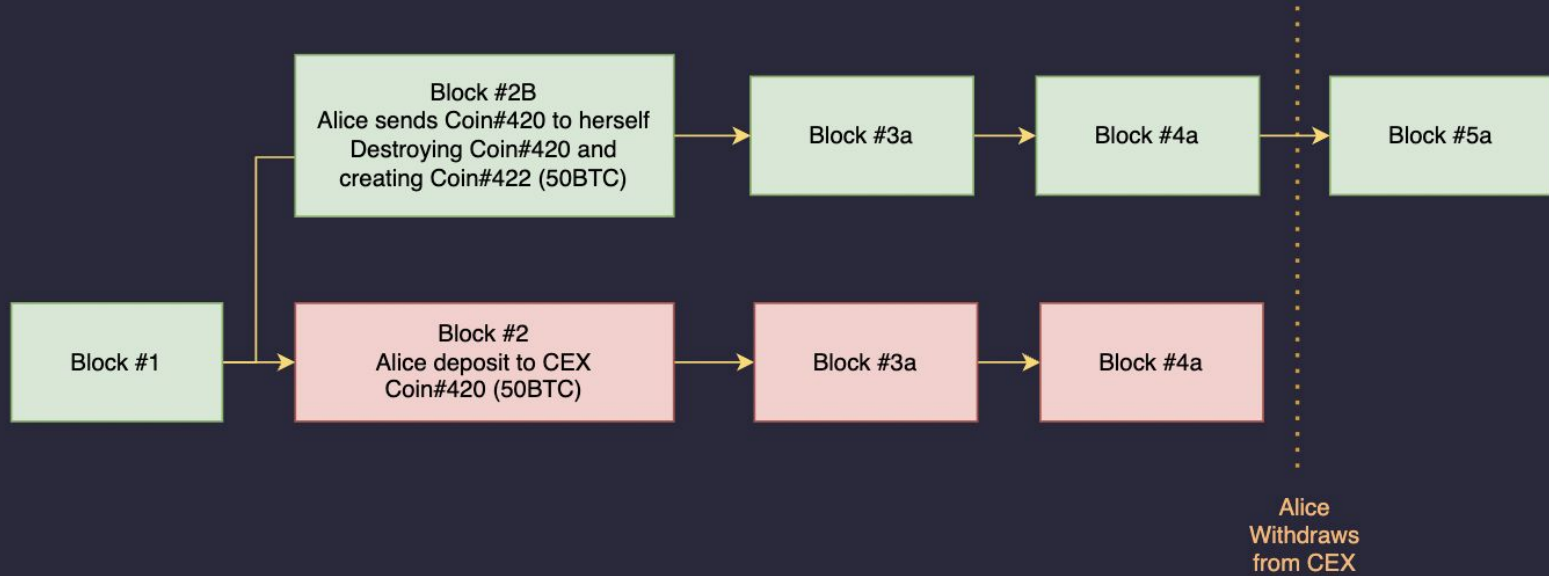 Block #2B
Alice sends Coin#420 to herself
Destroying Coin#420 and
creating Coin#422 (50BTC)
Block #3a
Block #4a
Block #5a
Block #1
Block #2
Alice deposit to CEX
Coin#420 (50BTC)
Block #3a
Block #4a
Alice
Withdraws
from CEX